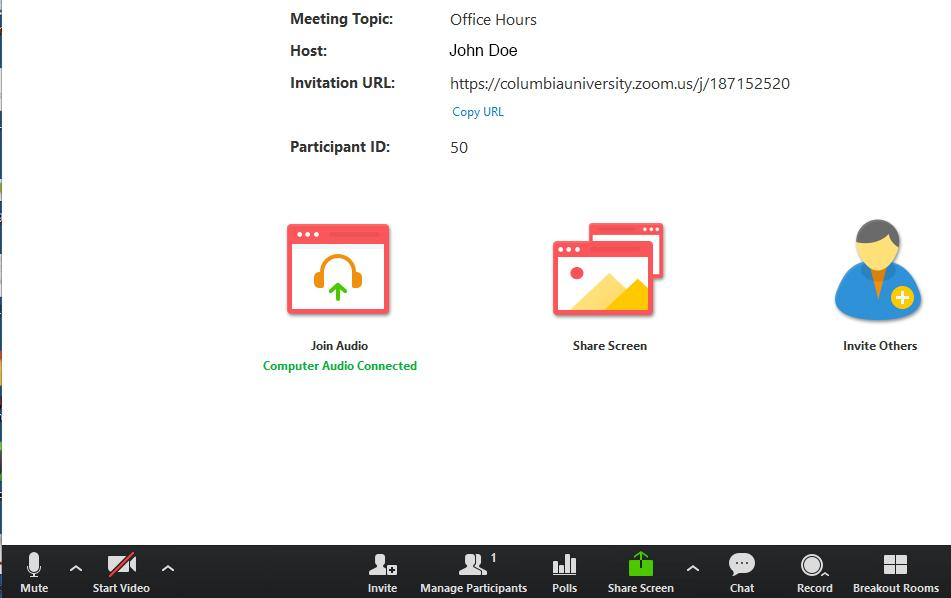 Meeting Topic: Office Hours
Host: John Doe
Invitation URL: https://columbiauniversity.zoom.us/j/187152520
Copy URL
Participant ID: 50
Join Audio Share Screen Invite Others
Computer Audio Connected
1
Mute Start Video Invite Manage Participants Polls Share Screen Chat Record Breakout Rooms